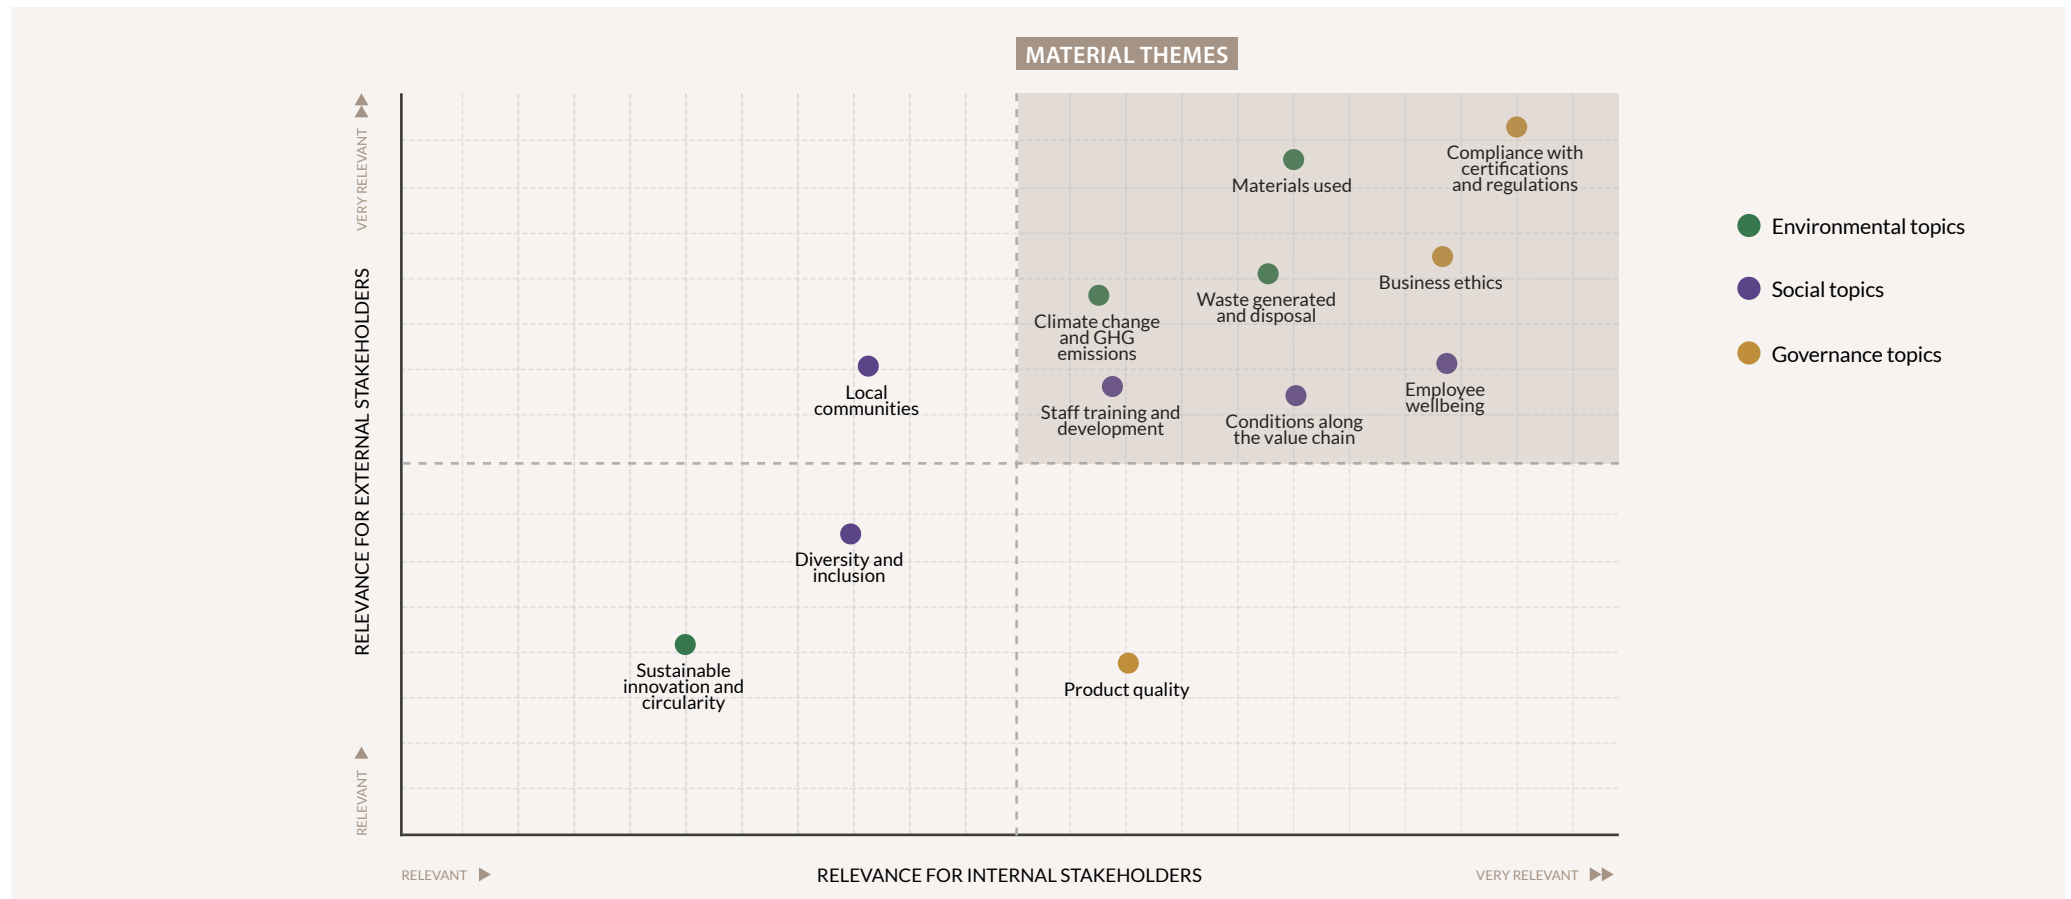 MATERIAL THEMES
VERY RELEVANT
RELEVANCE FOR EXTERNAL STAKEHOLDERS
RELEVANT
Compliance with
certifications
and regulations
Materials used
Business ethics
Waste generated
and disposal
Climate change
and GHG
emissions
Local
communities
Staff training and
development
Conditions along
the value chain
Employee
wellbeing
Diversity and
inclusion
Sustainable
innovation and
circularity
Product quality
Environmental topics
Social topics
Governance topics
RELEVANT
RELEVANCE FOR INTERNAL STAKEHOLDERS
VERY RELEVANT